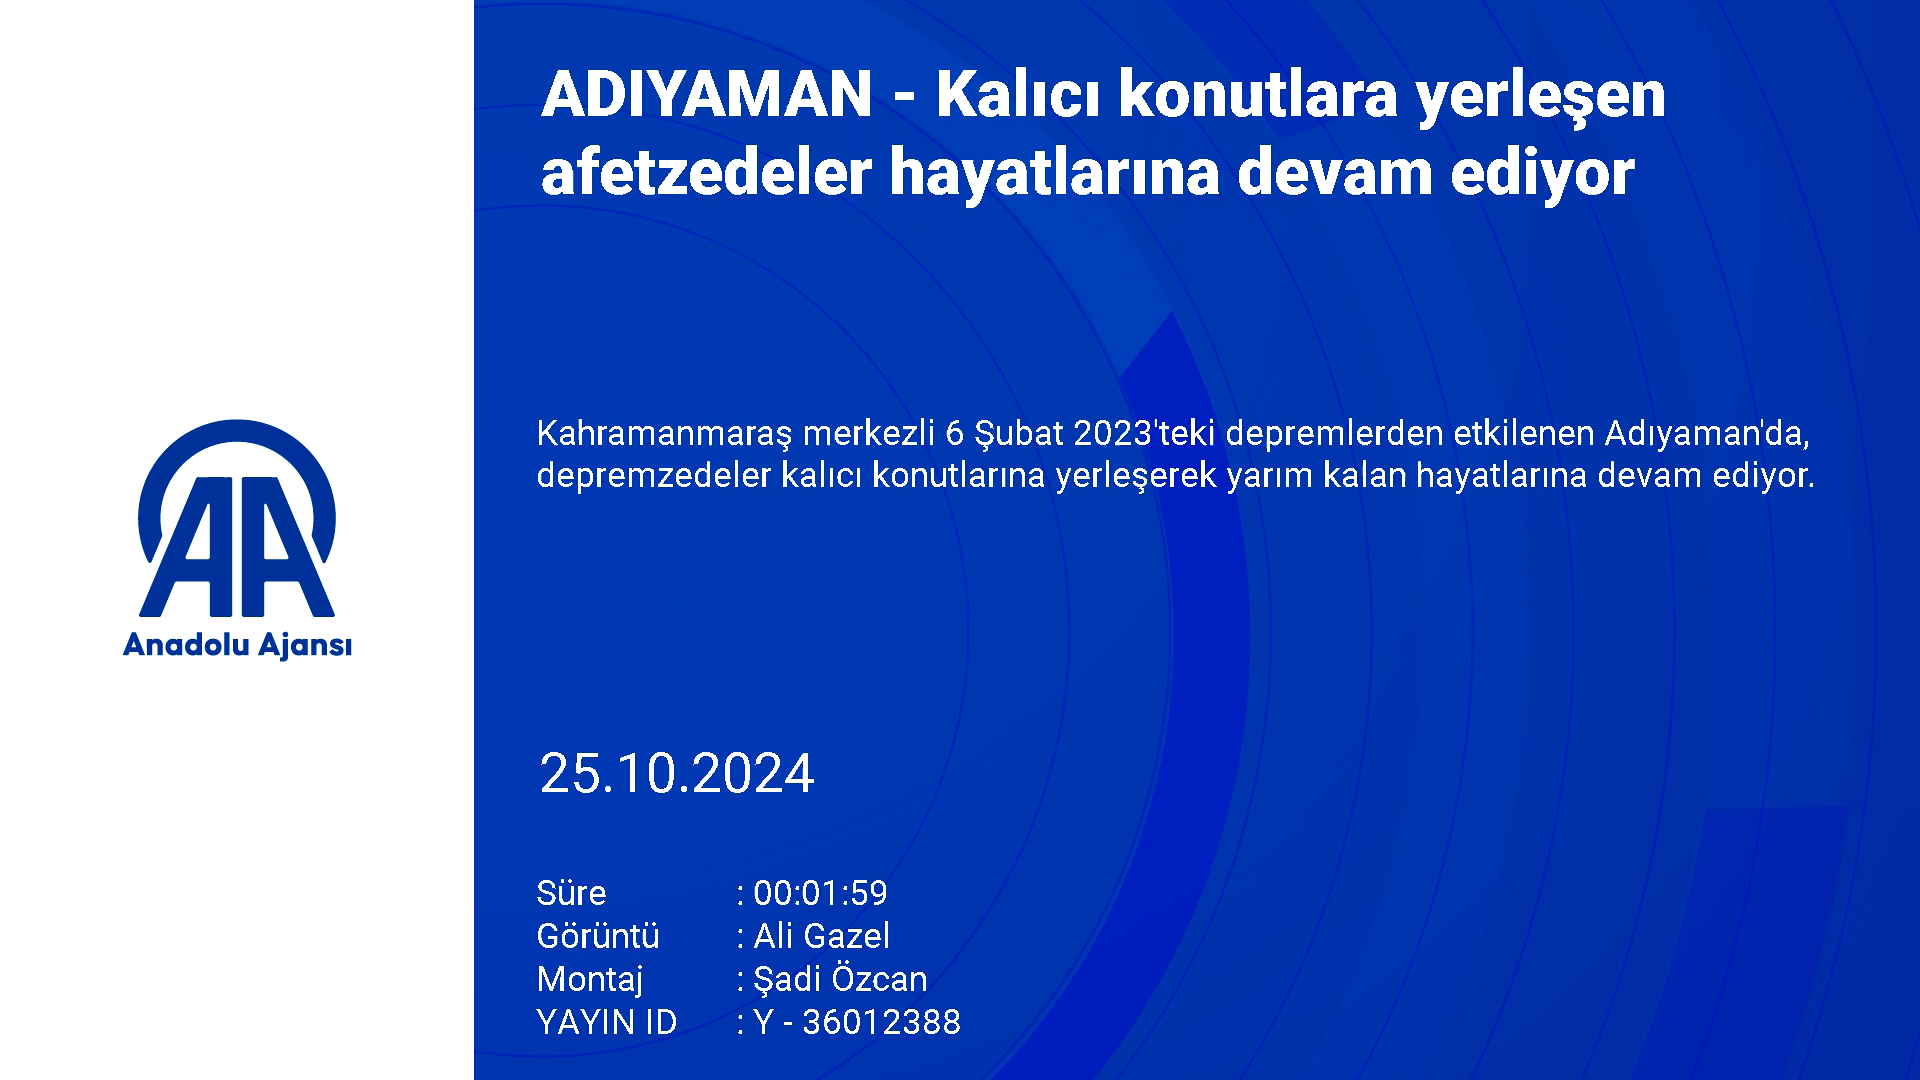 ADIYAMAN - Kalıcı konutlara yerleşen
afetzedeler hayatlarına devam ediyor
Kahramanmaraş merkezli 6 Şubat 2023'teki depremlerden etkilenen Adıyaman'da,
depremzedeler kalıcı konutlarına yerleşerek yarım kalan hayatlarına devam ediyor.
AA
Anadolu Ajansı
25.10.2024
Süre : 00:01:59
Görüntü : Ali Gazel
Montaj : Şadi Özcan
YAYIN ID : Y - 36012388